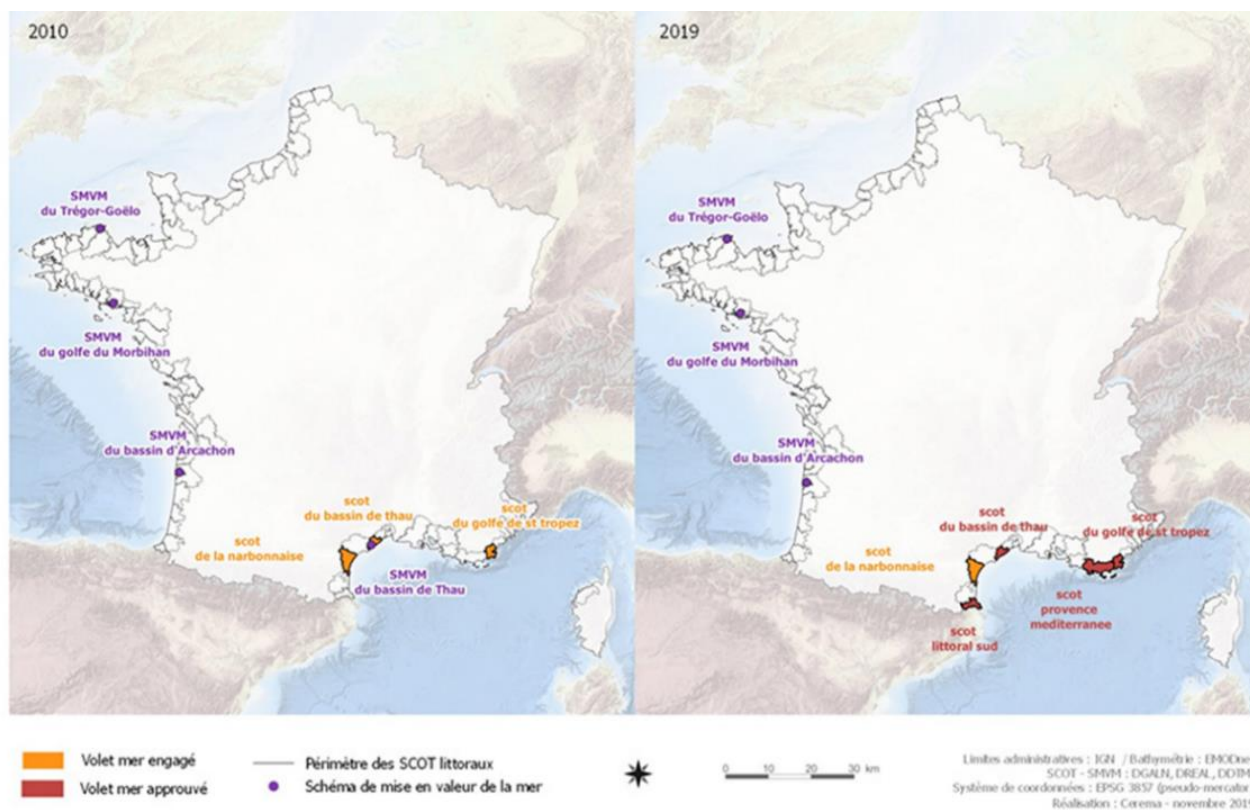 2010
SMVM
du Trégor-Goëlo
SMVM
du golfe du Morbihan
SMVM
du bassin d'Arcachon
scot
du bassin de thau
scot
du golfe de st tropez
scot
de la narbonnaise
SMVM
du bassin de Thau
2019
SMVM
du Trégor-Goëlo
SMVM
du golfe du Morbihan
SMVM
du bassin d'Arcachon
scot
du bassin de thau
scot
du golfe de st tropez
scot
de la narbonnaise
scot
provence
mediterranee
scot
littoral sud
Volet mer engagé
Volet mer approuvé
Périmètre des SCOT littoraux
Schéma de mise en valeur de la mer
0 10 20 30 km
Limites administratives : IGN / Bathymétrie : EMODne
SCOT - SMVM : DGALN, DREAL, DDTM
Système de coordonnées : EPSG 3857 (pseudo-mercator
Réalisation : Cerema - novembre 201